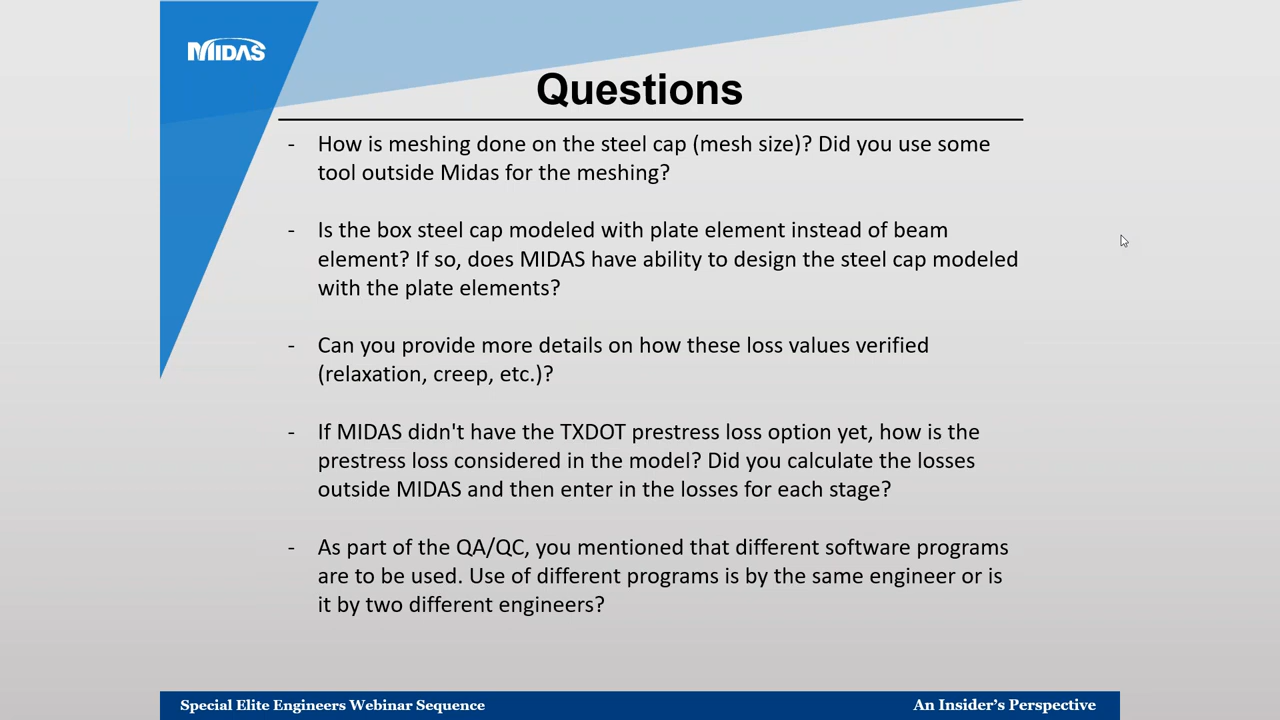 MIDAS
Questions
- How is meshing done on the steel cap (mesh size)? Did you use some
tool outside Midas for the meshing?
- Is the box steel cap modeled with plate element instead of beam
element? If so, does MIDAS have ability to design the steel cap modeled
with the plate elements?
- Can you provide more details on how these loss values verified
(relaxation, creep, etc.)?
- If MIDAS didn't have the TXDOT prestress loss option yet, how is the
prestress loss considered in the model? Did you calculate the losses
outside MIDAS and then enter in the losses for each stage?
- As part of the QA/QC, you mentioned that different software programs
are to be used. Use of different programs is by the same engineer or is
it by two different engineers?
Special Elite Engineers Webinar Sequence
An Insider's Perspective